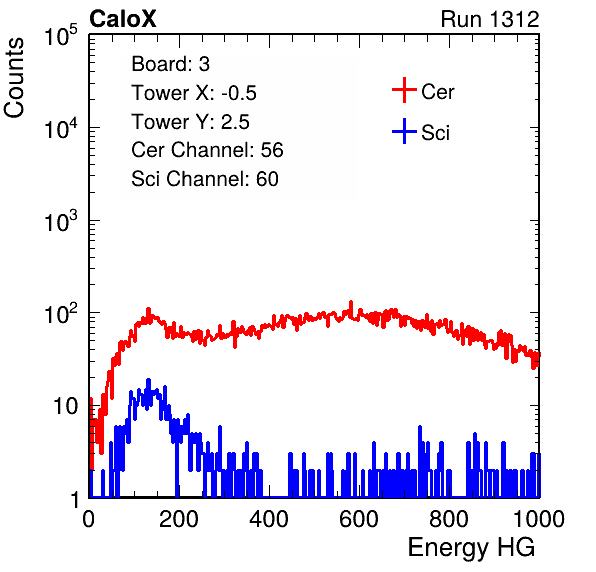 CaloX Run 1312
Counts
Board: 3
Tower X: -0.5
Tower Y: 2.5
Cer Channel: 56
Sci Channel: 60
Cer
Sci
10^5
10^4
10^3
10^2
10
1
0 200 400 600 800 1000
Energy HG